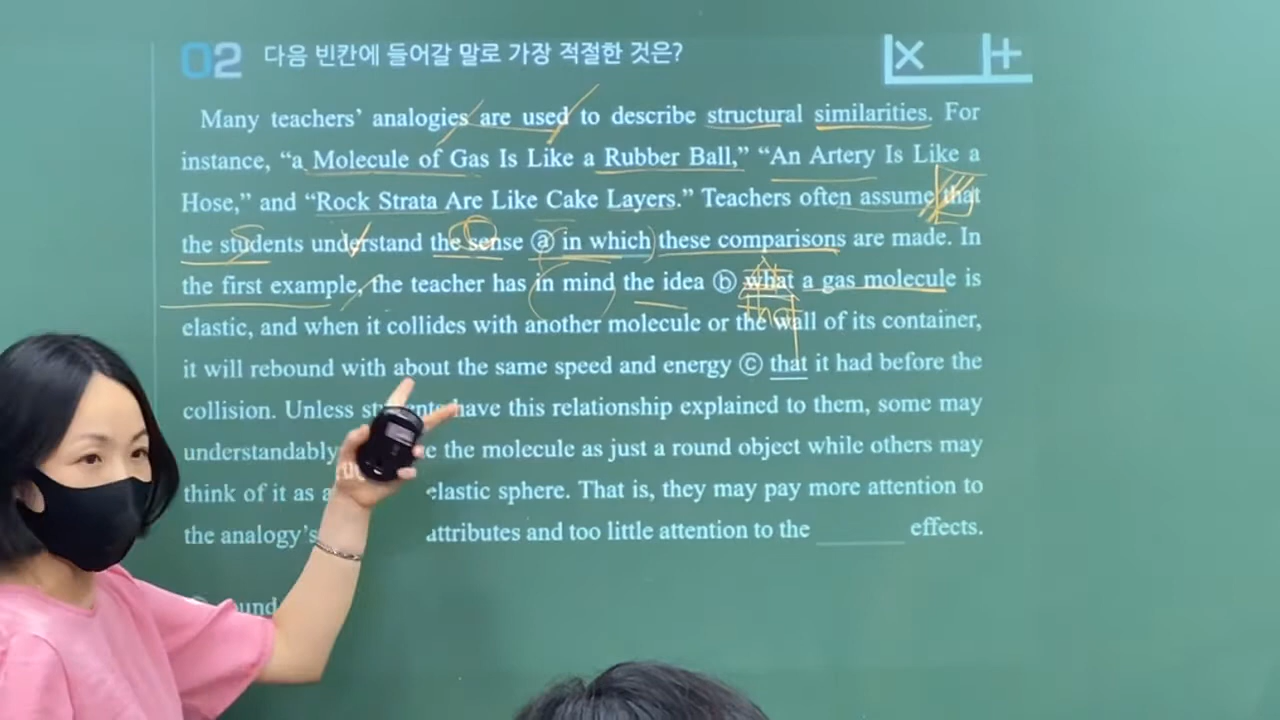 02 다음 빈칸에 들어갈 말로 가장 적절한 것은?
Many teachers’ analogies are used to describe structural similarities. For
instance, “a Molecule of Gas Is Like a Rubber Ball,” “An Artery Is Like a
Hose,” and “Rock Strata Are Like Cake Layers.” Teachers often assume that
the students understand the sense ⓐ in which these comparisons are made. In
the first example, the teacher has in mind the idea ⓑ what a gas molecule is
that
elastic, and when it collides with another molecule or the wall of its container,
it will rebound with about the same speed and energy ⓒ that it had before the
collision. Unless students have this relationship explained to them, some may
understandably the molecule as just a round object while others may
think of it as elastic sphere. That is, they may pay more attention to
the analogy’s attributes and too little attention to the ________ effects.